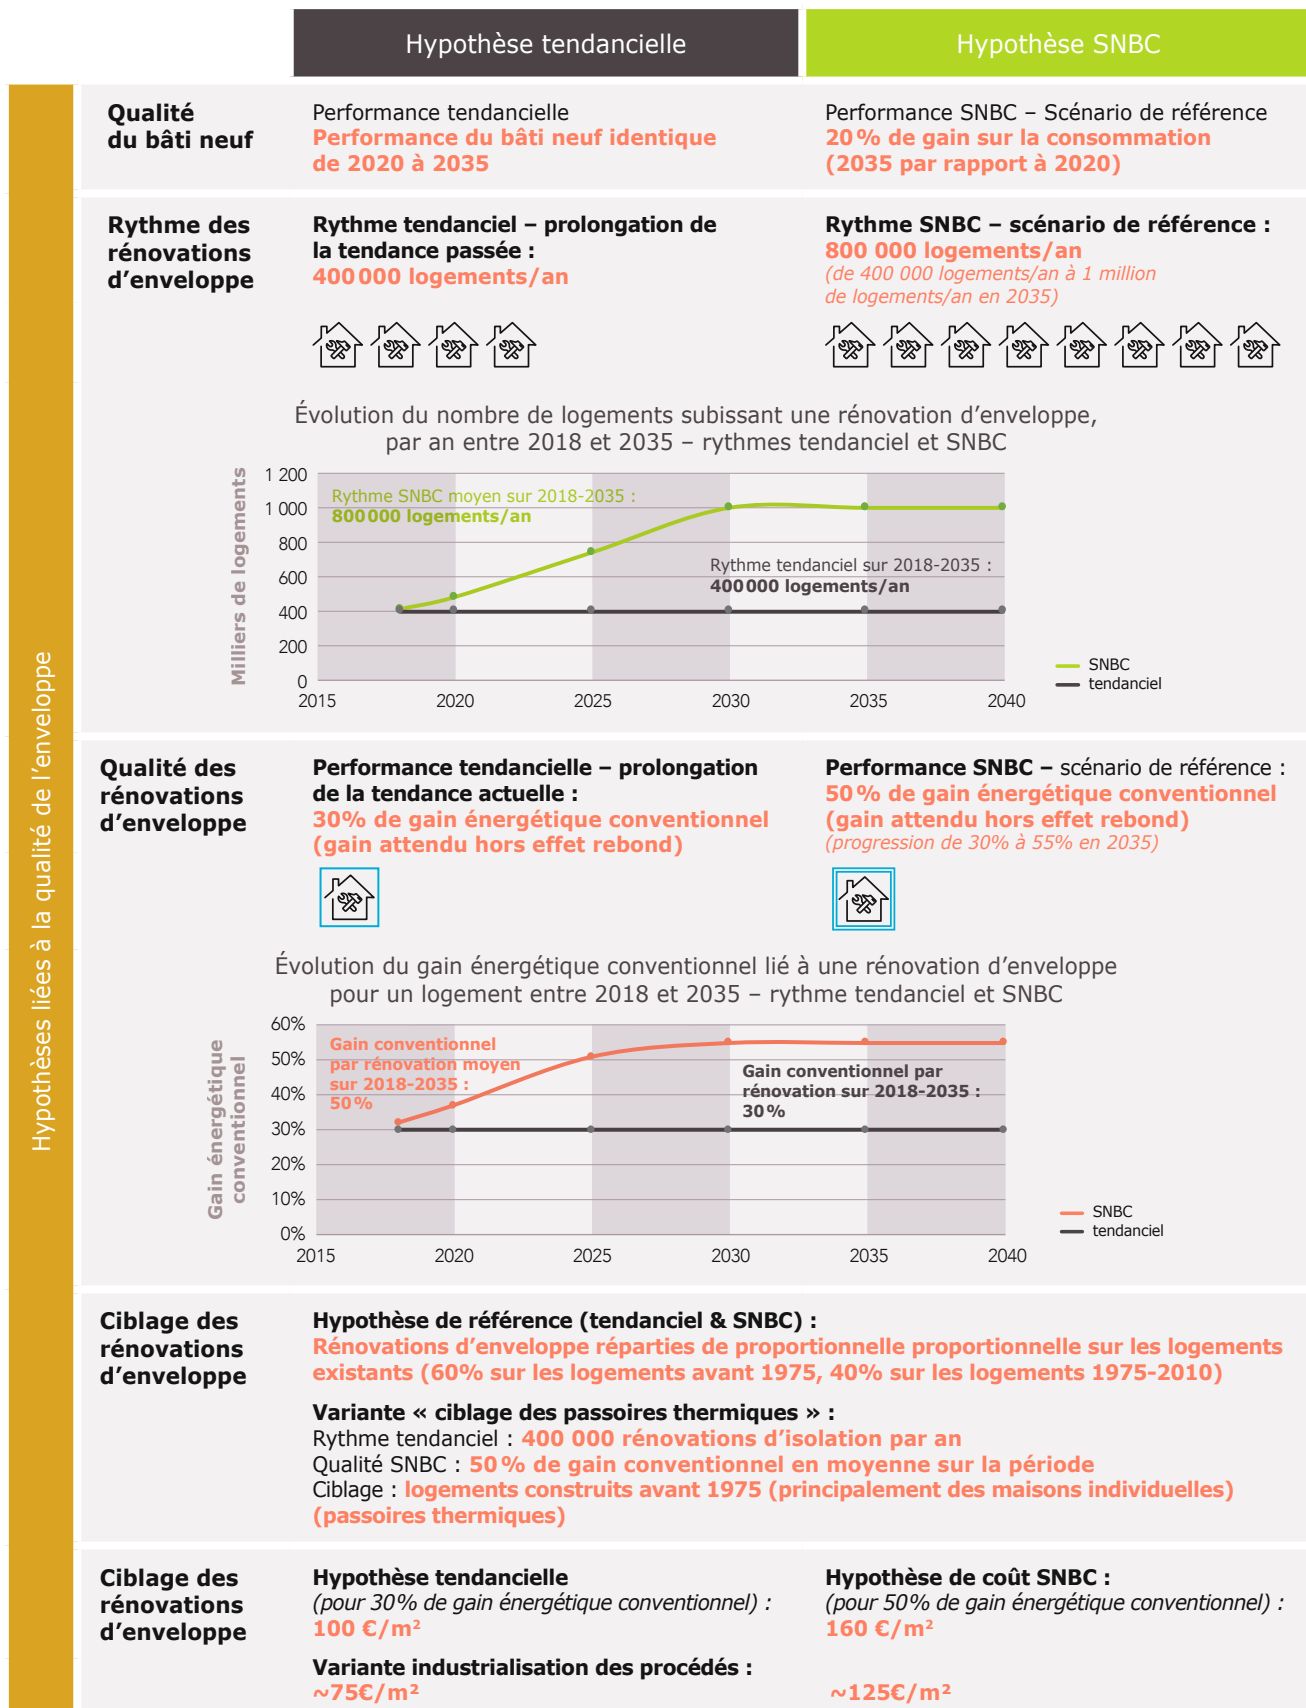 Hypothèse tendancielle
Hypothèse SNBC
Hypothèses liées à la qualité de l'enveloppe
Qualité
du bâti neuf
Performance tendancielle
Performance du bâti neuf identique
de 2020 à 2035
Performance SNBC – Scénario de référence
20 % de gain sur la consommation
(2035 par rapport à 2020)
Rythme des
rénovations
d'enveloppe
Rythme tendanciel – prolongation de
la tendance passée :
400 000 logements/an
Rythme SNBC – scénario de référence :
800 000 logements/an
(de 400 000 logements/an à 1 million
de logements/an en 2035)
Évolution du nombre de logements subissant une rénovation d'enveloppe,
par an entre 2018 et 2035 – rythmes tendanciel et SNBC
Milliers de logements
1 200
1 000
800
600
400
200
0
Rythme SNBC moyen sur 2018-2035 :
800 000 logements/an
Rythme tendanciel sur 2018-2035 :
400 000 logements/an
2015
2020
2025
2030
2035
2040
SNBC
tendanciel
Qualité des
rénovations
d'enveloppe
Performance tendancielle – prolongation
de la tendance actuelle :
30% de gain énergétique conventionnel
(gain attendu hors effet rebond)
Performance SNBC – scénario de référence :
50 % de gain énergétique conventionnel
(gain attendu hors effet rebond)
(progression de 30% à 55% en 2035)
Évolution du gain énergétique conventionnel lié à une rénovation d'enveloppe
pour un logement entre 2018 et 2035 – rythme tendanciel et SNBC
Gain énergétique
conventionnel
60%
50%
40%
30%
20%
10%
0%
Gain conventionnel
par rénovation moyen
sur 2018-2035 :
50 %
Gain conventionnel par
rénovation sur 2018-2035 :
30 %
2015
2020
2025
2030
2035
2040
SNBC
tendanciel
Ciblage des
rénovations
d'enveloppe
Hypothèse de référence (tendanciel & SNBC) :
Rénovations d'enveloppe réparties de proportionnelle proportionnelle sur les logements
existants (60% sur les logements avant 1975, 40% sur les logements 1975-2010)
Variante « ciblage des passoires thermiques » :
Rythme tendanciel : 400 000 rénovations d'isolation par an
Qualité SNBC : 50 % de gain conventionnel en moyenne sur la période
Ciblage : logements construits avant 1975 (principalement des maisons individuelles)
(passoires thermiques)
Ciblage des
rénovations
d'enveloppe
Hypothèse tendancielle
(pour 30% de gain énergétique conventionnel) :
100 €/m²
Hypothèse de coût SNBC :
(pour 50% de gain énergétique conventionnel) :
160 €/m²
Variante industrialisation des procédés :
~75€/m²
~125€/m²